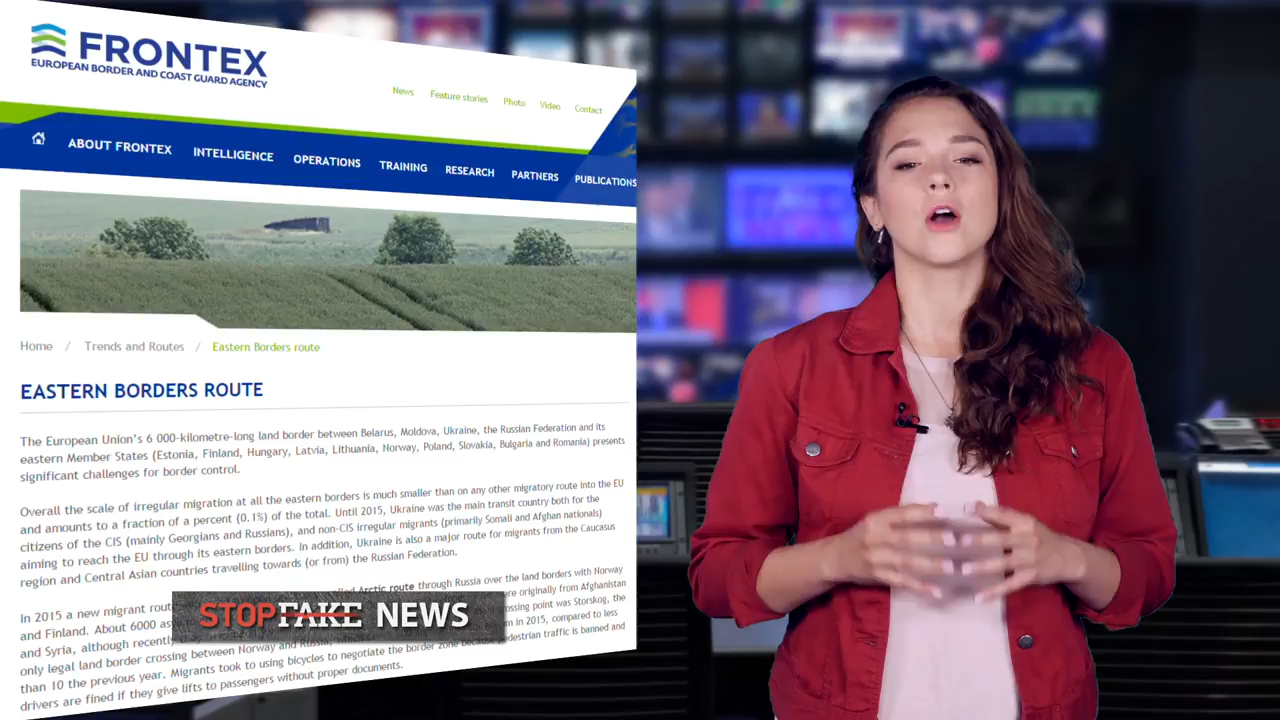 FRONTEX
EUROPEAN BORDER AND COAST GUARD AGENCY
News Feature stories Photo Video Contact
ABOUT FRONTEX INTELLIGENCE OPERATIONS TRAINING RESEARCH PARTNERS PUBLICATIONS
Home / Trends and Routes / Eastern Borders route
EASTERN BORDERS ROUTE
The European Union's 6 000-kilometre-long land border between Belarus, Moldova, Ukraine, the Russian Federation and its
eastern Member States (Estonia, Finland, Hungary, Latvia, Lithuania, Norway, Poland, Slovakia, Bulgaria and Romania) presents
significant challenges for border control.
Overall the scale of irregular migration at all the eastern borders is much smaller than on any other migratory route into the EU
and amounts to a fraction of a percent (0.1%) of the total. Until 2015, Ukraine was the main transit country both for the
citizens of the CIS (mainly Georgians and Russians), and non-CIS irregular migrants (primarily Somali and Afghan nationals)
aiming to reach the EU through its eastern borders. In addition, Ukraine is also a major route for migrants from the Caucasus
region and Central Asian countries travelling towards (or from) the Russian Federation.
In 2015 a new migrant Arctic route through Russia over the land borders with Norway
and Finland. About 6000 were originally from Afghanistan
and Syria, although recently crossing point was Storskog, the
only legal land border crossing between Norway and Russia, in 2015, compared to less
than 10 the previous year. Migrants took to using bicycles to negotiate the border zone because pedestrian traffic is banned and
drivers are fined if they give lifts to passengers without proper documents.
STOPFAKE NEWS